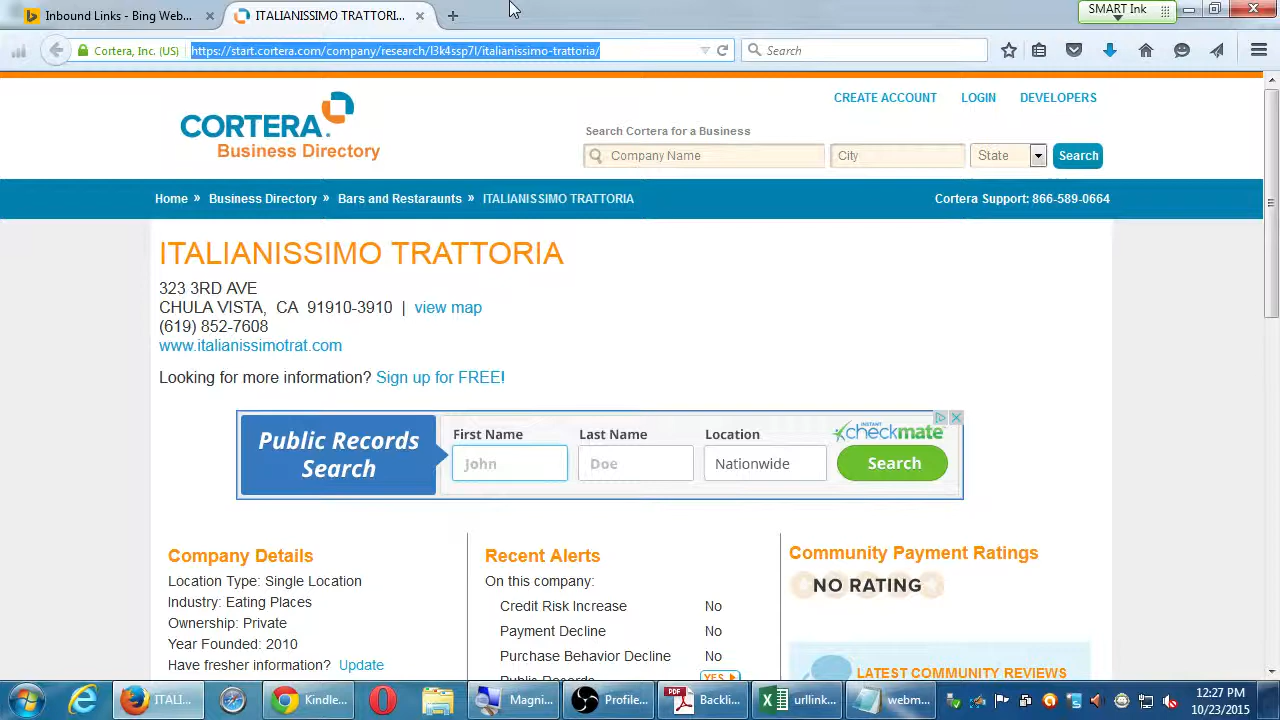 Inbound Links - Bing Web...
ITALIANISSIMO TRATTORI...
SMART Ink
Cortera, Inc. (US)
https://start.cortera.com/company/research/l3k4ssp7l/italianissimo-trattoria/
Search
CORTERA.
Business Directory
CREATE ACCOUNT
LOGIN
DEVELOPERS
Search Cortera for a Business
Company Name
City
State
Search
Home » Business Directory » Bars and Restaraunts » ITALIANISSIMO TRATTORIA
Cortera Support: 866-589-0664
ITALIANISSIMO TRATTORIA
323 3RD AVE
CHULA VISTA, CA 91910-3910 | view map
(619) 852-7608
www.italianissimotrat.com
Looking for more information? Sign up for FREE!
Public Records
Search
First Name
John
Last Name
Doe
Location
Nationwide
INSTANT
checkmate
Search
Company Details
Location Type: Single Location
Industry: Eating Places
Ownership: Private
Year Founded: 2010
Have fresher information? Update
Recent Alerts
On this company:
Credit Risk Increase No
Payment Decline No
Purchase Behavior Decline No
Public Records YES
Community Payment Ratings
NO RATING
LATEST COMMUNITY REVIEWS
ITALI...
Kindle...
Magni...
Profile...
PDF
Backli...
urllink...
webm...
12:27 PM
10/23/2015